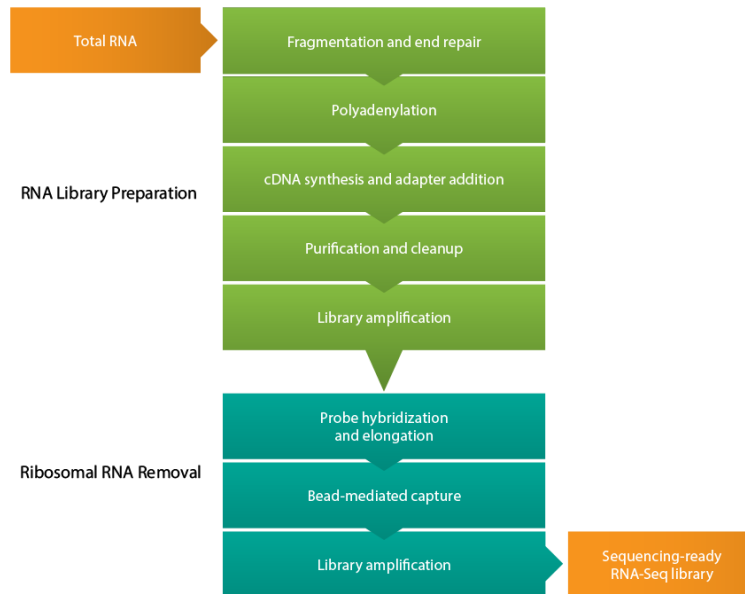 Total RNA
Fragmentation and end repair
Polyadenylation
RNA Library Preparation
cDNA synthesis and adapter addition
Purification and cleanup
Library amplification
Probe hybridization
and elongation
Ribosomal RNA Removal
Bead-mediated capture
Library amplification
Sequencing-ready
RNA-Seq library